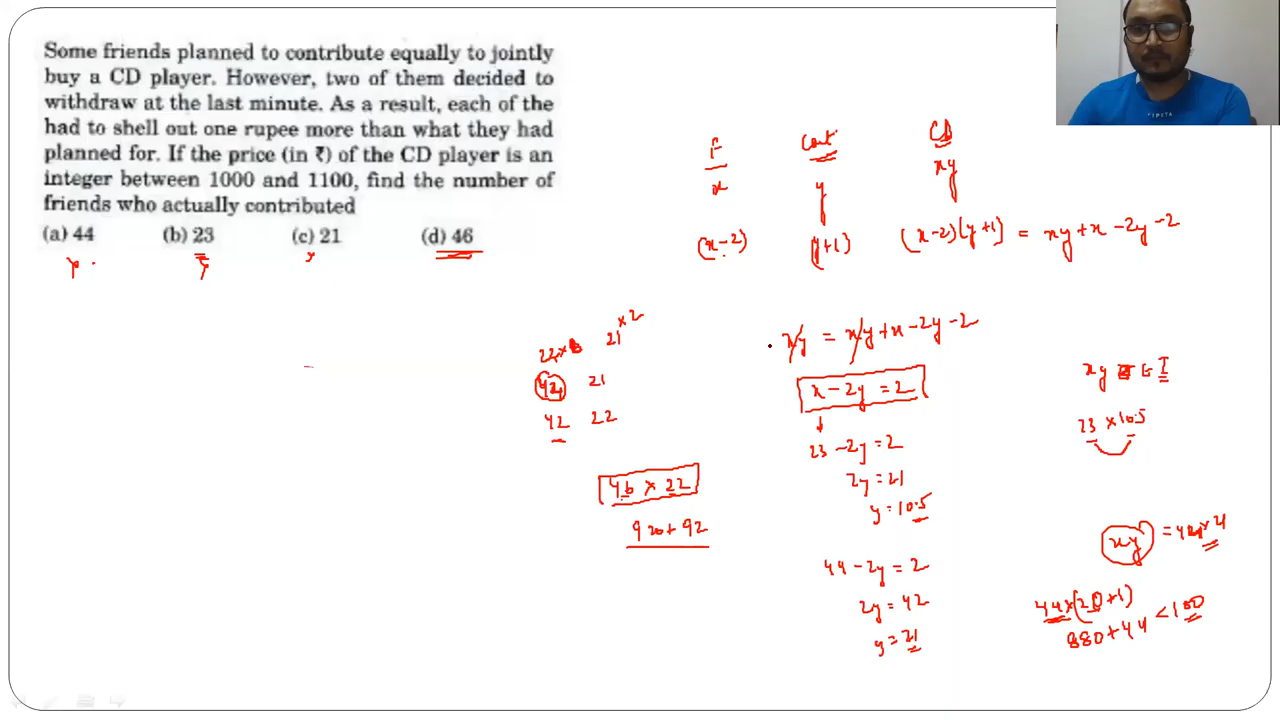 Some friends planned to contribute equally to jointly
buy a CD player. However, two of them decided to
withdraw at the last minute. As a result, each of the
had to shell out one rupee more than what they had
planned for. If the price (in ₹) of the CD player is an
integer between 1000 and 1100, find the number of
friends who actually contributed
(a) 44 (b) 23 (c) 21 (d) 46
F Cont CD
x y xy
(x-2) (y+1) (x-2)(y+1) = xy+x-2y-2
xy = xy+x-2y-2
x-2y=2
23-2y=2
2y=21
y=10.5
44-2y=2
2y=42
y=21
21×2
21
42 22
46 × 22
920+92
23×10.5
xy
44×(20+1)
880+44